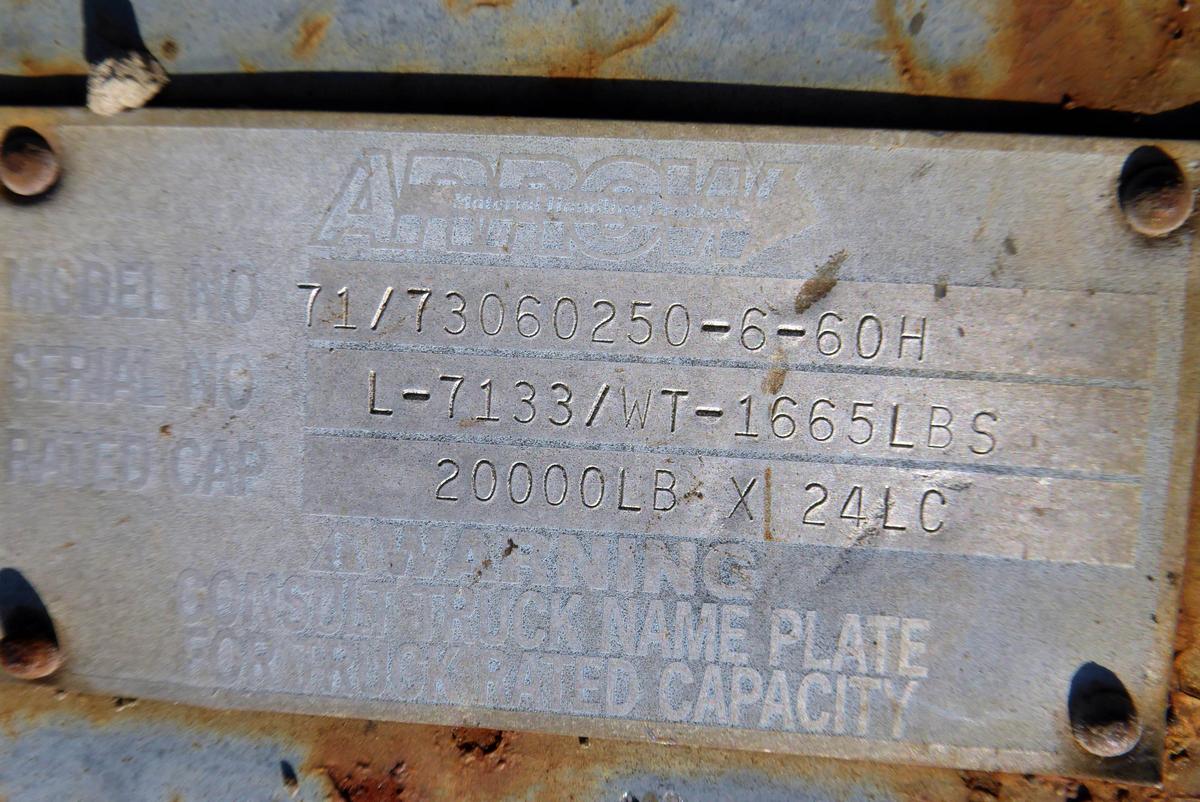 ARROW
Material Handling Products
MODEL NO 71/73060250-6-60H
SERIAL NO L-7133/WT-1665LBS
RATED CAP 20000LB X 24LC
WARNING
CONSULT TRUCK NAME PLATE
FOR TRUCK RATED CAPACITY